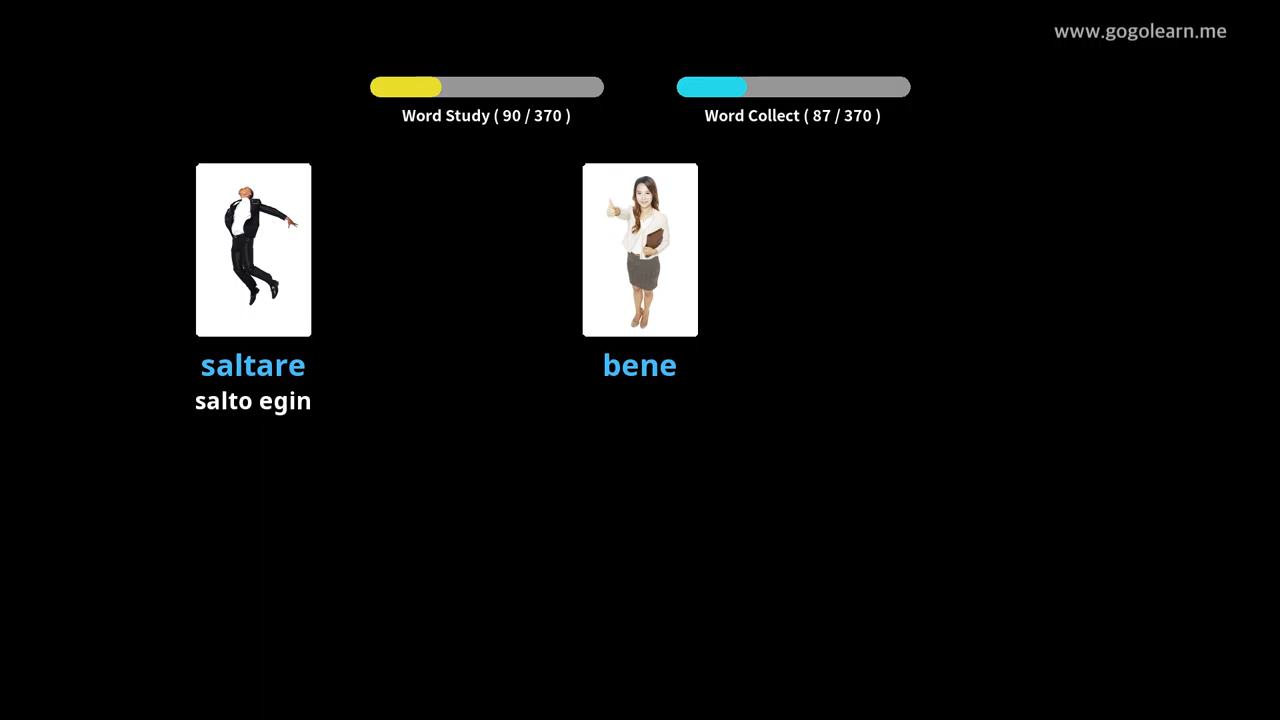 www.gogolearn.me
Word Study ( 90 / 370 )
Word Collect ( 87 / 370 )
saltare
salto egin
bene